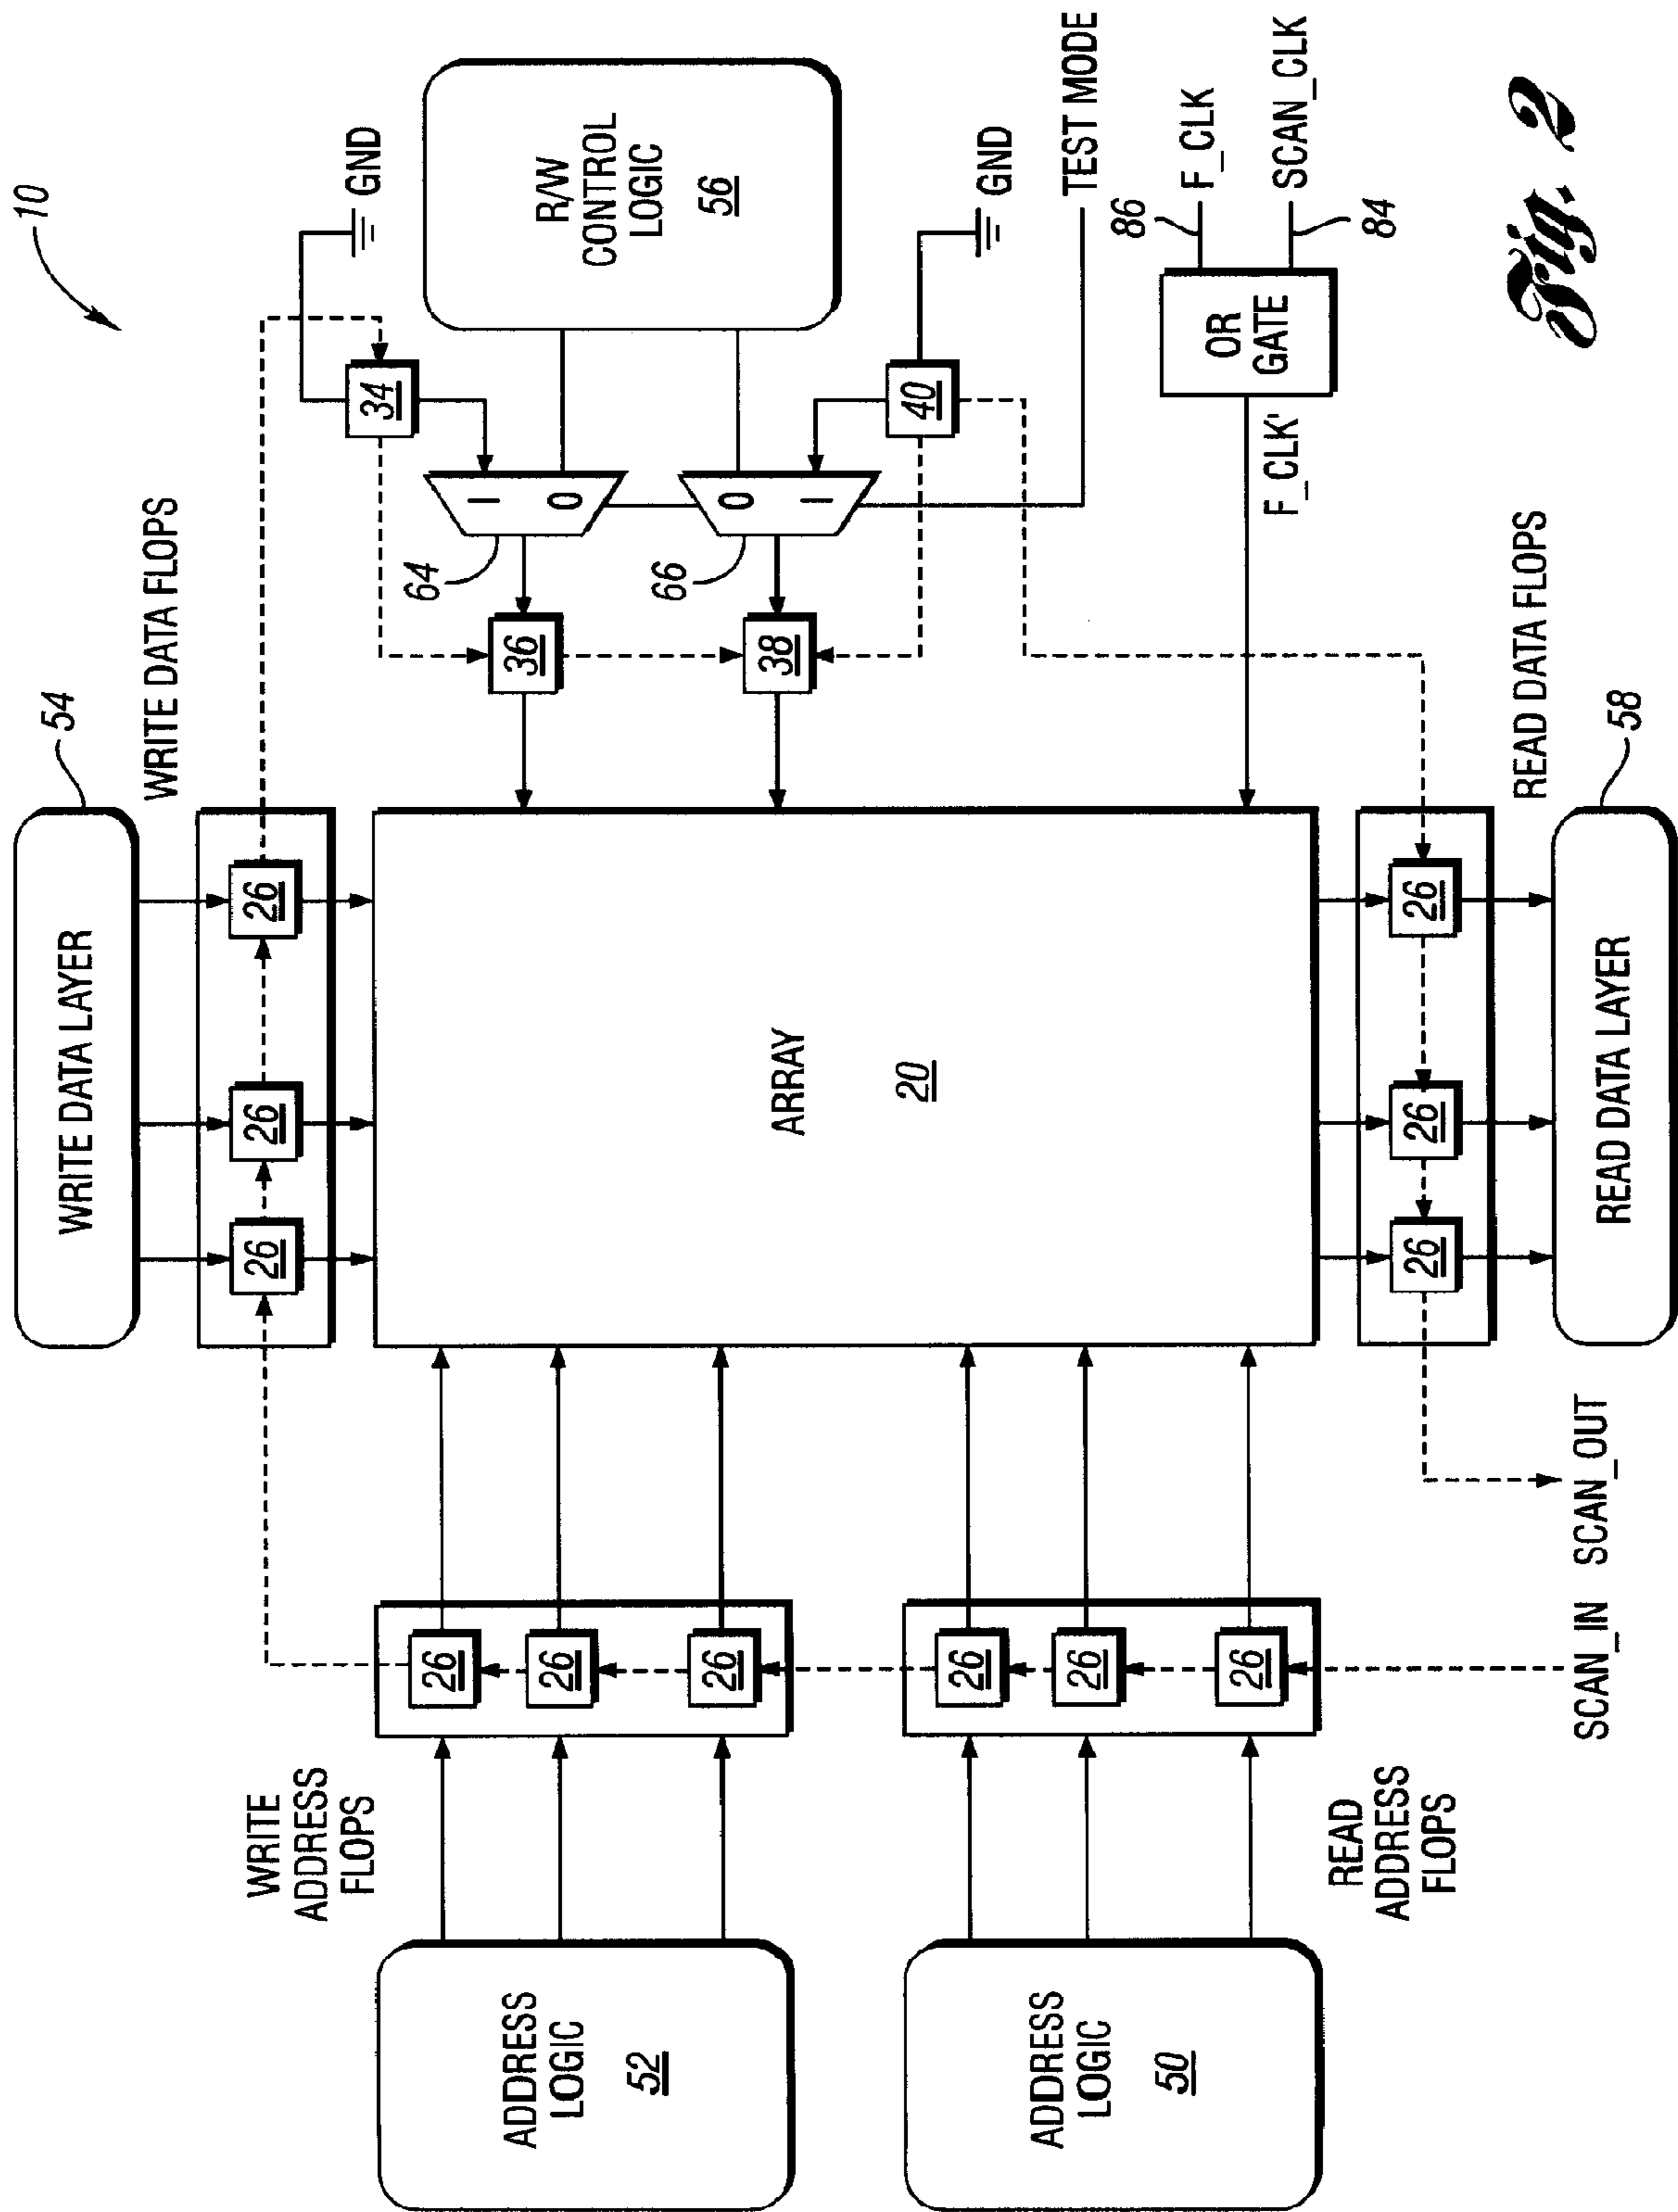 10
54
WRITE DATA LAYER
WRITE DATA FLOPS
26
26
26
WRITE
ADDRESS
FLOPS
ADDRESS
LOGIC
52
26
26
26
ADDRESS
LOGIC
50
26
26
26
READ
ADDRESS
FLOPS
ARRAY
20
GND
34
R/W
CONTROL
LOGIC
56
1
0
64
36
0
1
66
38
40
GND
TEST MODE
86
F_CLK
SCAN_CLK
84
OR
GATE
F_CLK'
26
26
26
READ DATA FLOPS
58
READ DATA LAYER
SCAN_IN
SCAN_OUT
Fig. 2